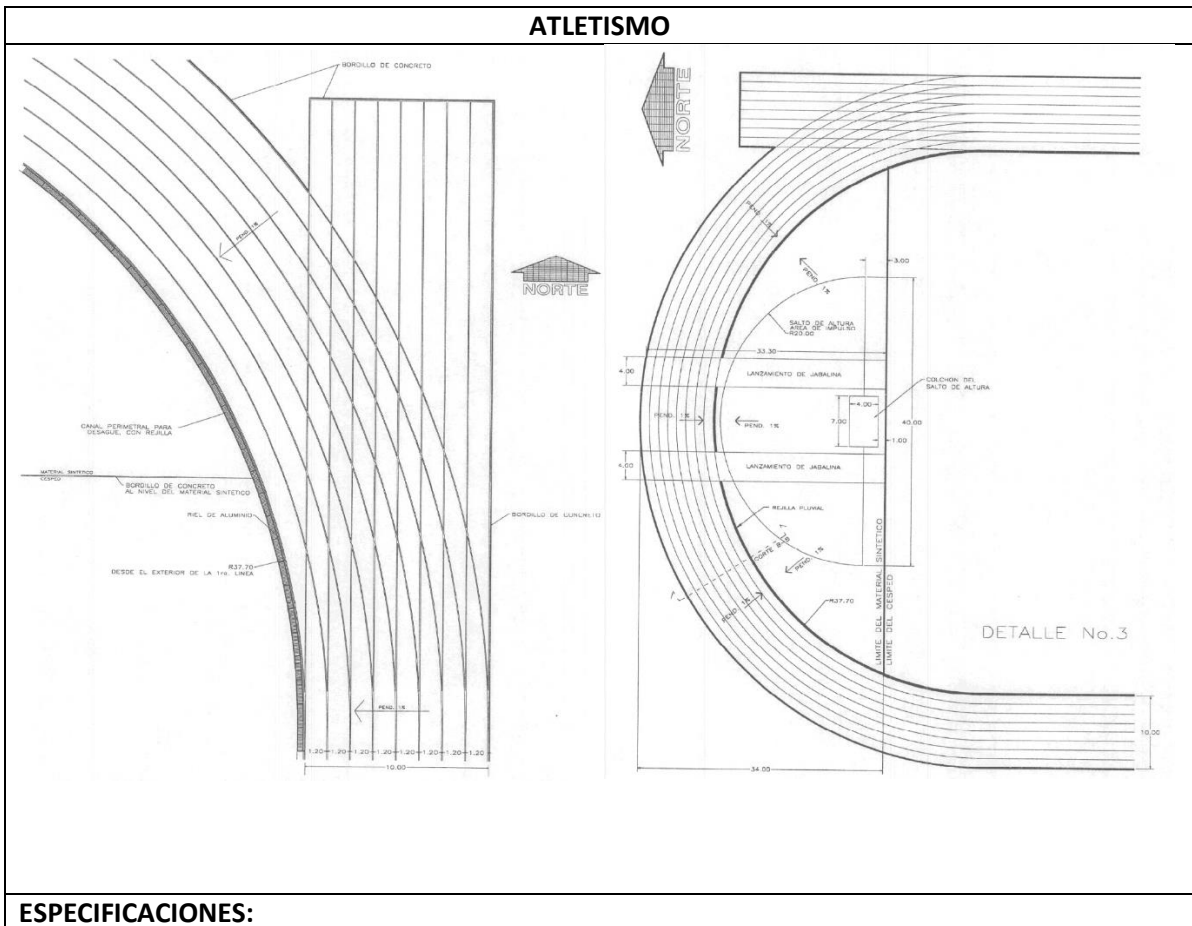 ATLETISMO
BORDILLO DE CONCRETO
PEND. 1%
NORTE
CANAL PERIMETRAL PARA
DESAGUE, CON REJILLA
MATERIAL SINTETICO
CESPED
BORDILLO DE CONCRETO
AL NIVEL DEL MATERIAL SINTETICO
RIEL DE ALUMINIO
BORDILLO DE CONCRETO
R37.70
DESDE EL EXTERIOR DE LA 1ra. LINEA
PEND. 1%
1.20 1.20 1.20 1.20 1.20 1.20 1.20 1.20
10.00
NORTE
PEND. 1%
3.00
PEND. 1%
SALTO DE ALTURA
AREA DE IMPULSO
R20.00
33.30
4.00
LANZAMIENTO DE JABALINA
COLCHON DEL
SALTO DE ALTURA
4.00
7.00
40.00
PEND. 1%
PEND. 1%
1.00
4.00
LANZAMIENTO DE JABALINA
REJILLA PLUVIAL
CORTE B-B
PEND. 1%
PEND. 1%
R37.70
LIMITE DEL MATERIAL SINTETICO
LIMITE DEL CESPED
DETALLE No.3
10.00
34.00
ESPECIFICACIONES: